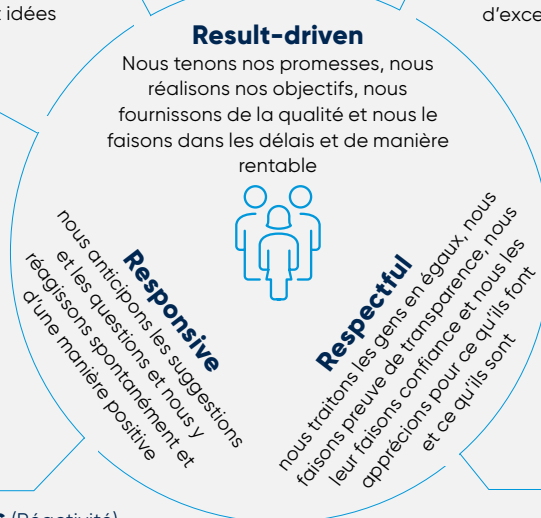 idées
d'exce
Result-driven
Nous tenons nos promesses, nous
réalisons nos objectifs, nous
fournissons de la qualité et nous le
faisons dans les délais et de manière
rentable
Responsive
nous anticipons les suggestions
et les questions et nous y
réagissons spontanément et
d'une manière positive
Respectful
nous traitons les gens en égaux, nous
faisons preuve de transparence, nous
leur faisons confiance et nous les
apprécions pour ce qu'ils font
et ce qu'ils sont
(Réactivité)